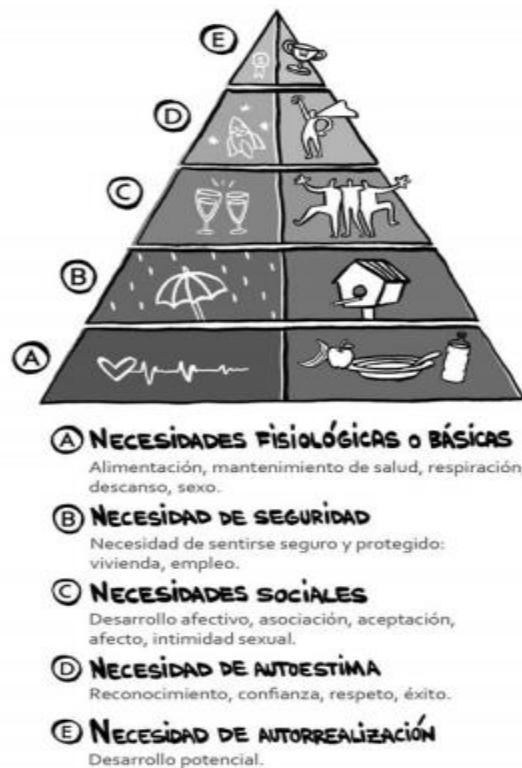 E
D
C
B
A
A NECESIDADES FISIOLÓGICAS O BÁSICAS
Alimentación, mantenimiento de salud, respiración,
descanso, sexo.
B NECESIDAD DE SEGURIDAD
Necesidad de sentirse seguro y protegido:
vivienda, empleo.
C NECESIDADES SOCIALES
Desarrollo afectivo, asociación, aceptación,
afecto, intimidad sexual.
D NECESIDAD DE AUTOESTIMA
Reconocimiento, confianza, respeto, éxito.
E NECESIDAD DE AUTORREALIZACIÓN
Desarrollo potencial.